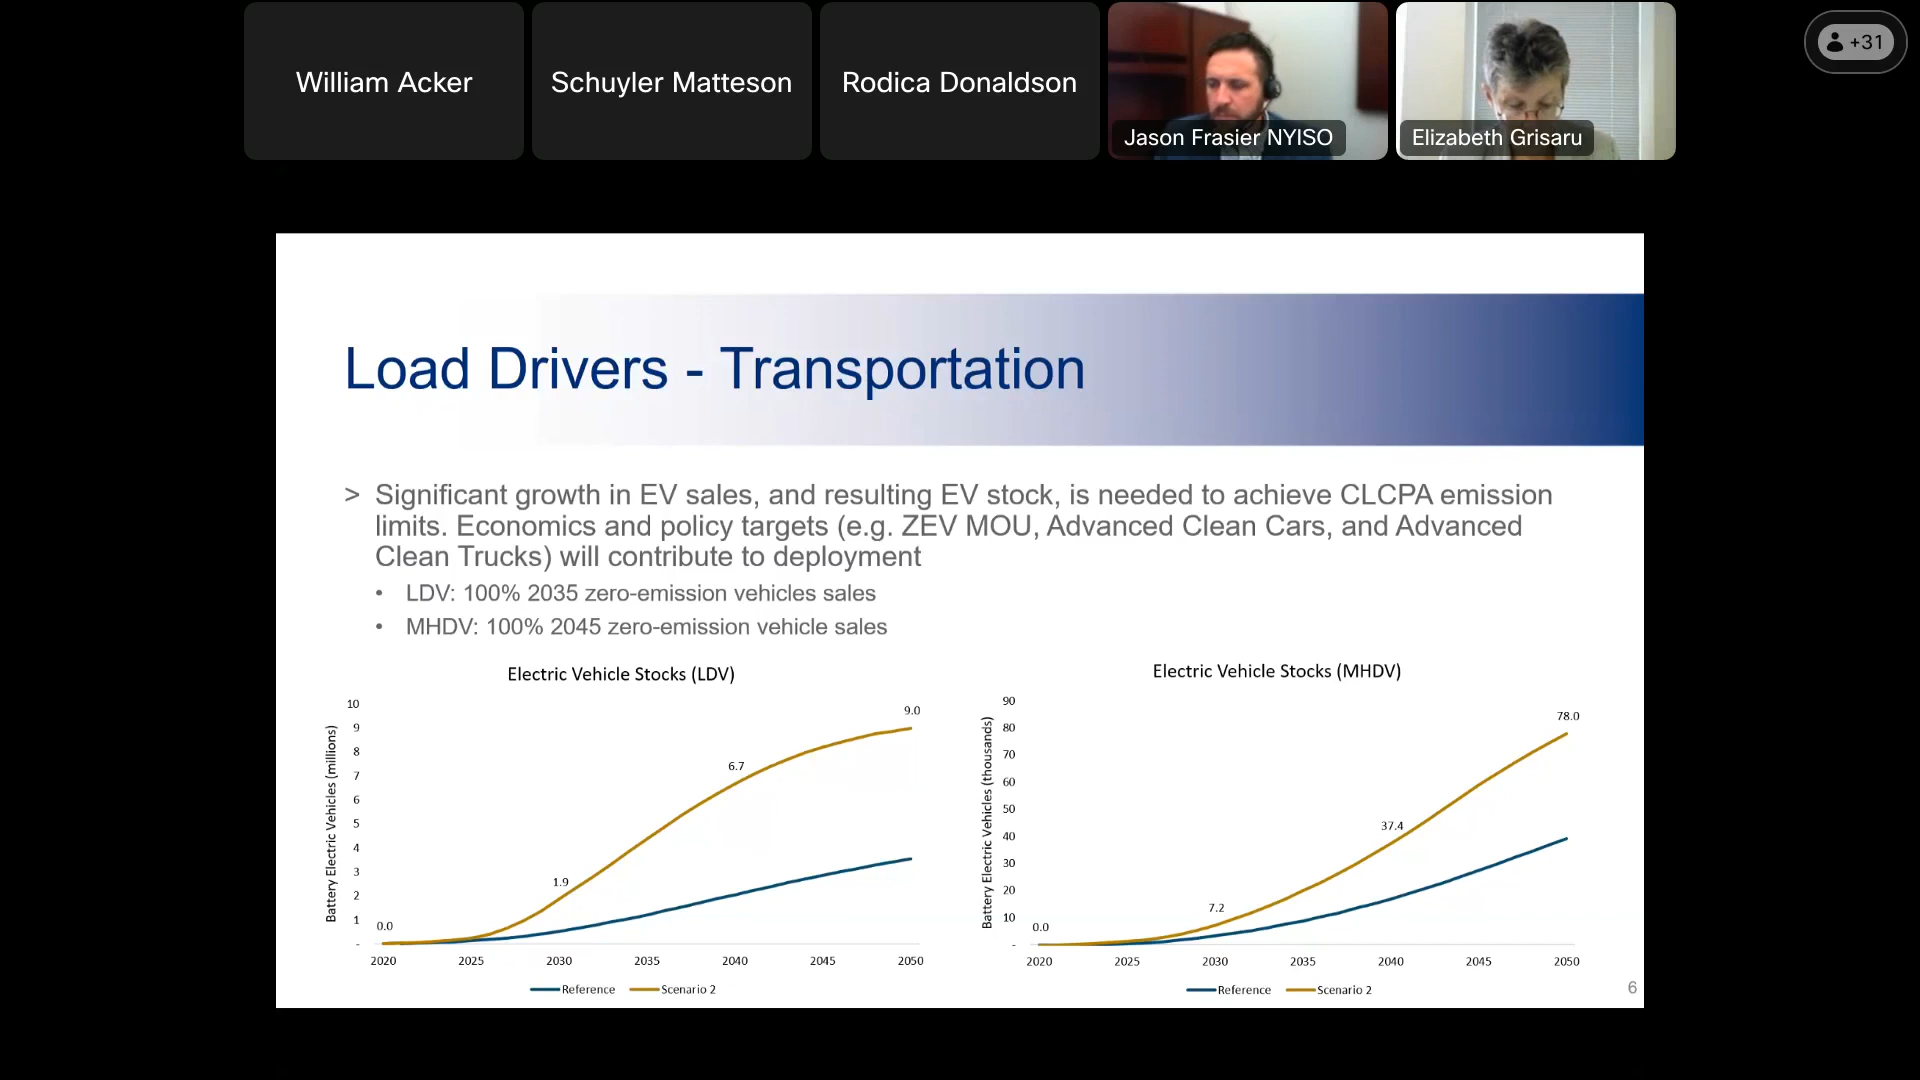 William Acker
Schuyler Matteson
Rodica Donaldson
Jason Frasier NYISO
Elizabeth Grisaru
+31
Load Drivers - Transportation
> Significant growth in EV sales, and resulting EV stock, is needed to achieve CLCPA emission
limits. Economics and policy targets (e.g. ZEV MOU, Advanced Clean Cars, and Advanced
Clean Trucks) will contribute to deployment
• LDV: 100% 2035 zero-emission vehicles sales
• MHDV: 100% 2045 zero-emission vehicle sales
Electric Vehicle Stocks (LDV)
Battery Electric Vehicles (millions)
10
9
8
7
6
5
4
3
2
1
-
0.0
1.9
6.7
9.0
2020 2025 2030 2035 2040 2045 2050
Reference Scenario 2
Electric Vehicle Stocks (MHDV)
Battery Electric Vehicles (thousands)
90
80
70
60
50
40
30
20
10
-
0.0
7.2
37.4
78.0
2020 2025 2030 2035 2040 2045 2050
Reference Scenario 2
6